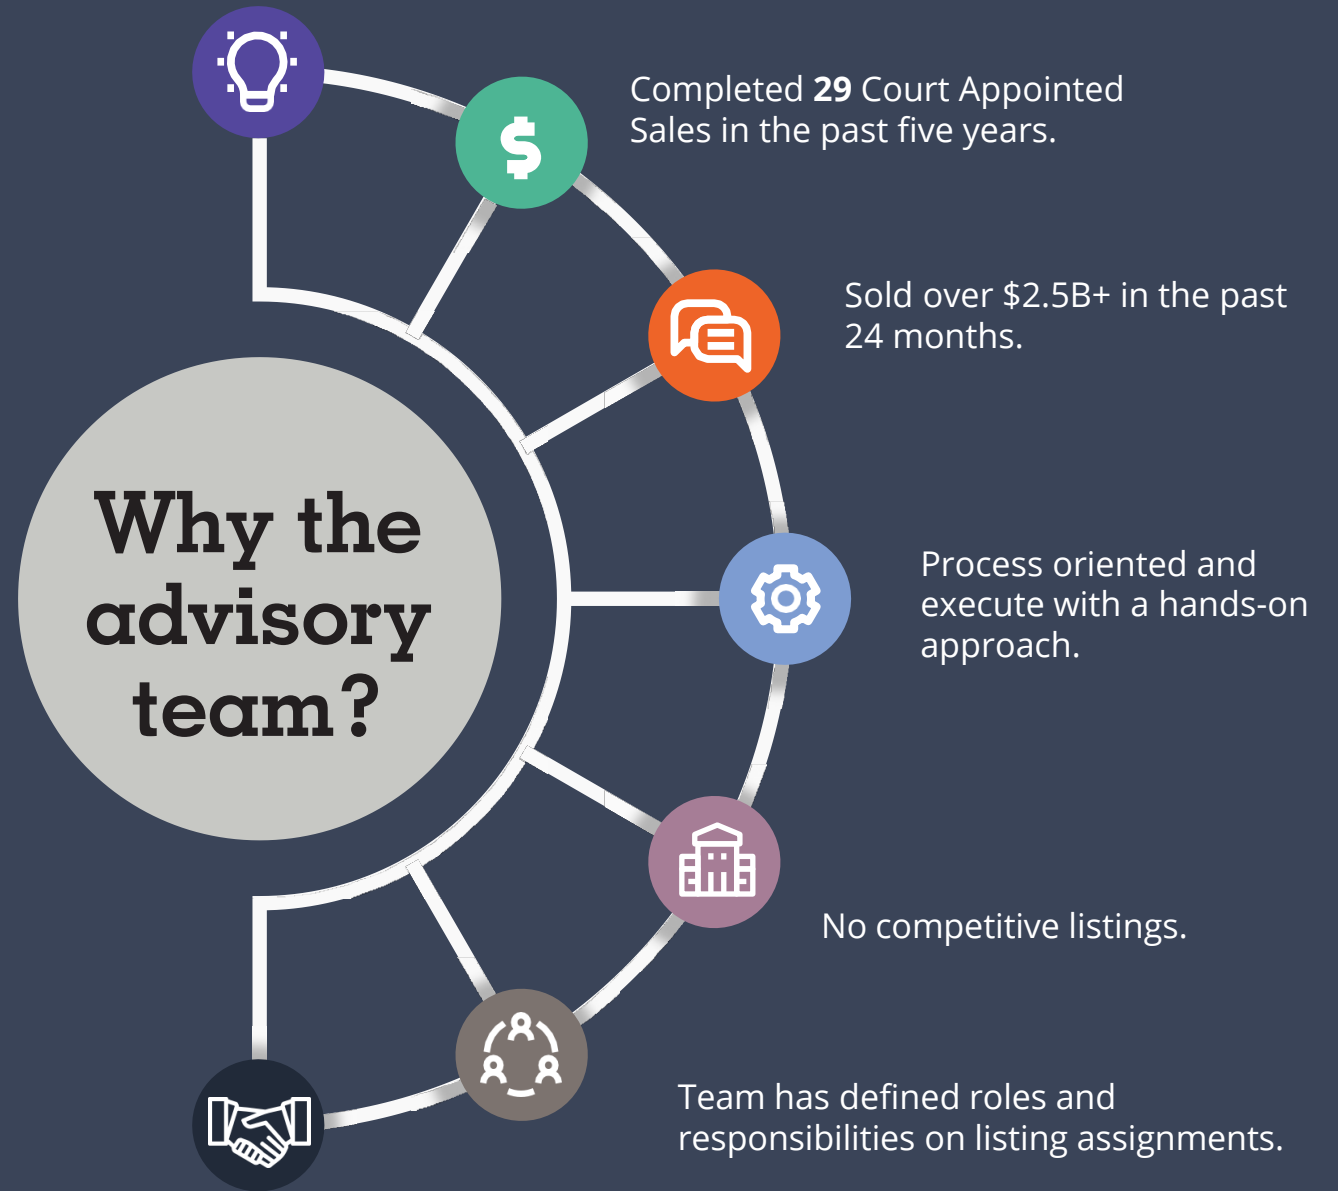 Completed 29 Court Appointed
Sales in the past five years.
Sold over $2.5B+ in the past
24 months.
Why the
advisory
team?
Process oriented and
execute with a hands-on
approach.
No competitive listings.
Team has defined roles and
responsibilities on listing assignments.